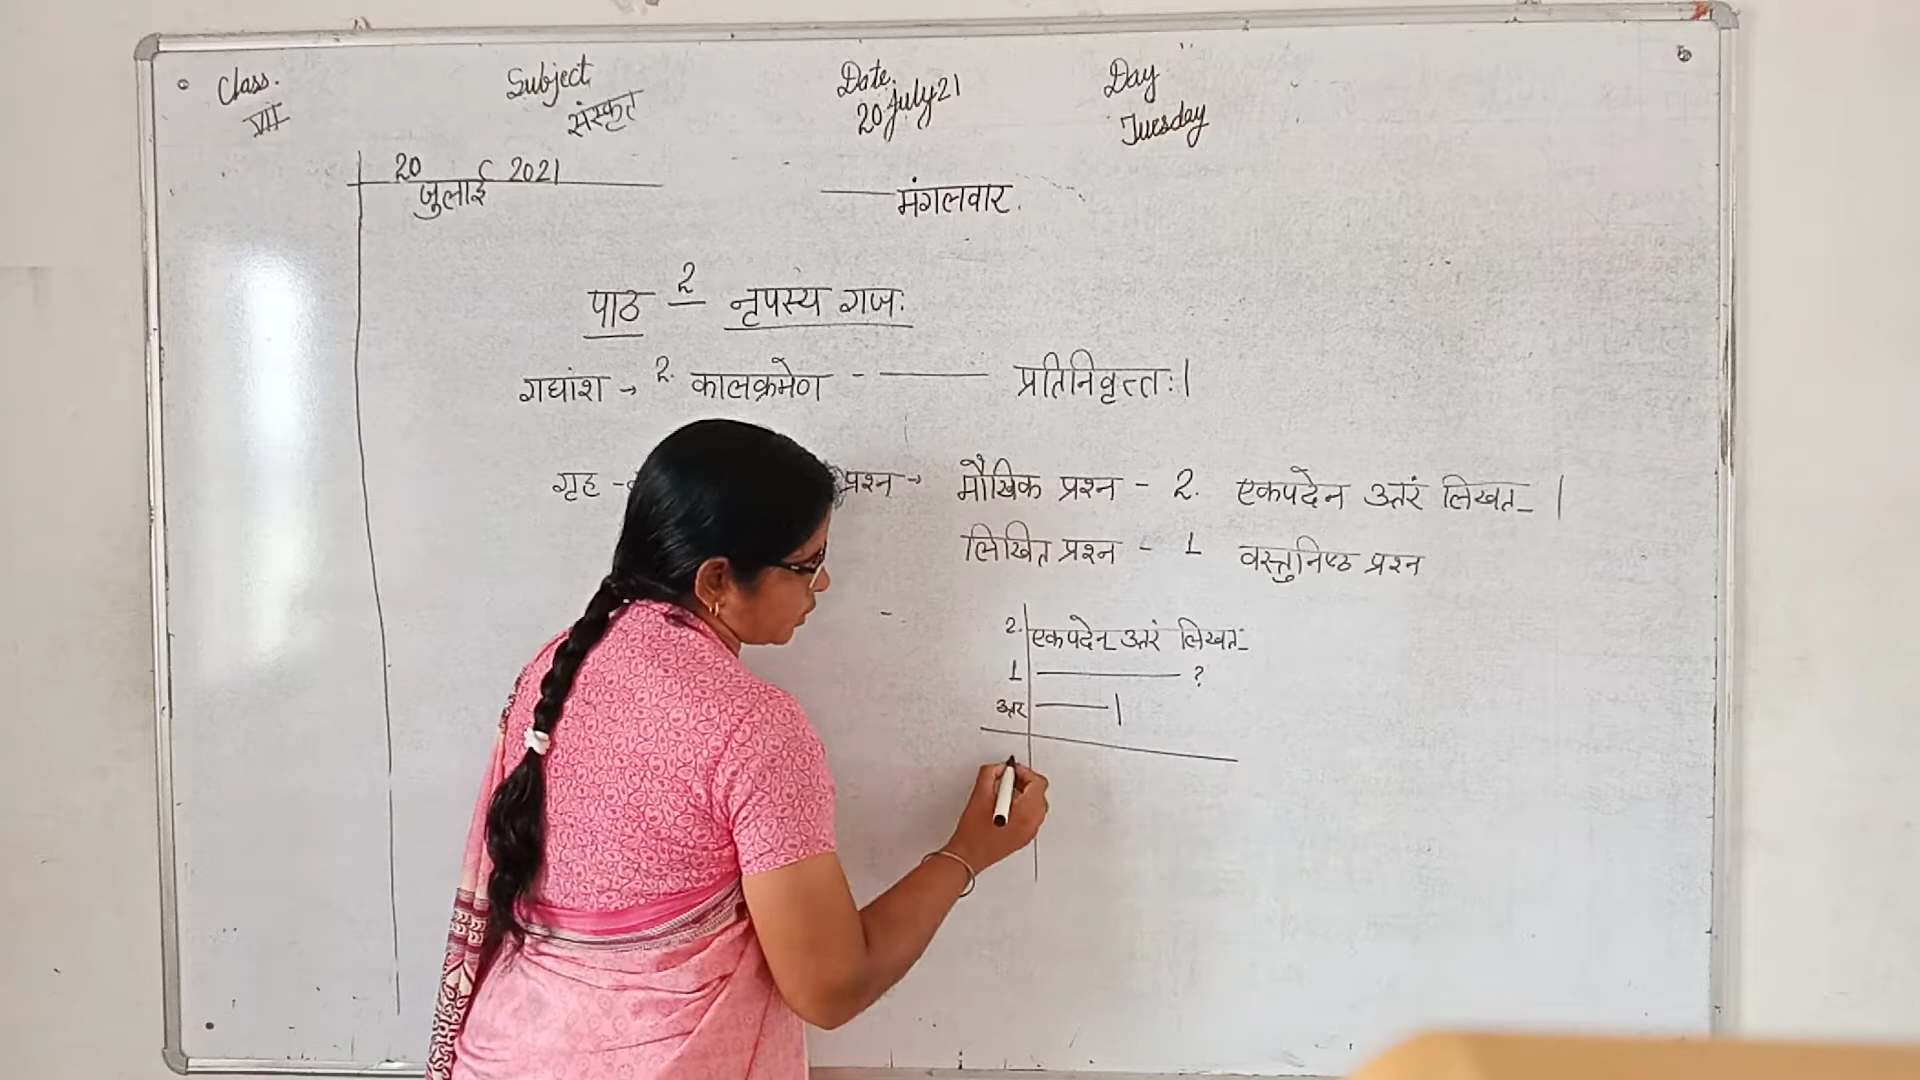 Class. Subject Date. Day
VII संस्कृत 20 july 21 Tuesday
20 जुलाई 2021 मंगलवार.
पाठ 2 नृपस्य गजः
गद्यांश → 2. कालक्रमेण - —— प्रतिनिवृत्तः।
गृह - प्रश्न → मौखिक प्रश्न - 2. एकपदेन उत्तरं लिखत- |
लिखित प्रश्न - 1 वस्तुनिष्ठ प्रश्न
2. एकपदेन उत्तरं लिखत-
1 —— ?
उत्तर —— |